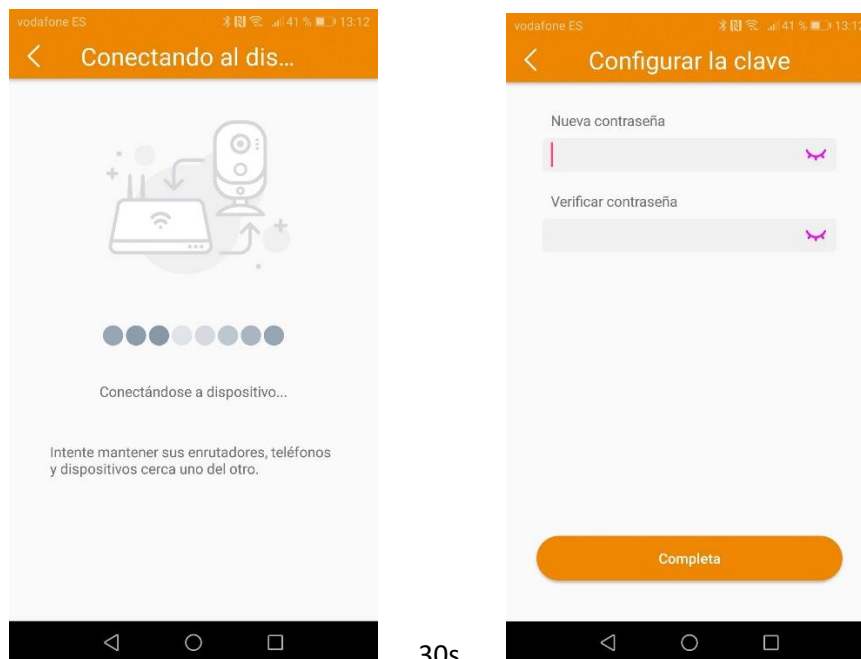 vodafone ES 41 % 13:12
Conectando al dis...
Conectándose a dispositivo...
Intente mantener sus enrutadores, teléfonos
y dispositivos cerca uno del otro.
30s
vodafone ES 41 % 13:12
Configurar la clave
Nueva contraseña
Verificar contraseña
Completa